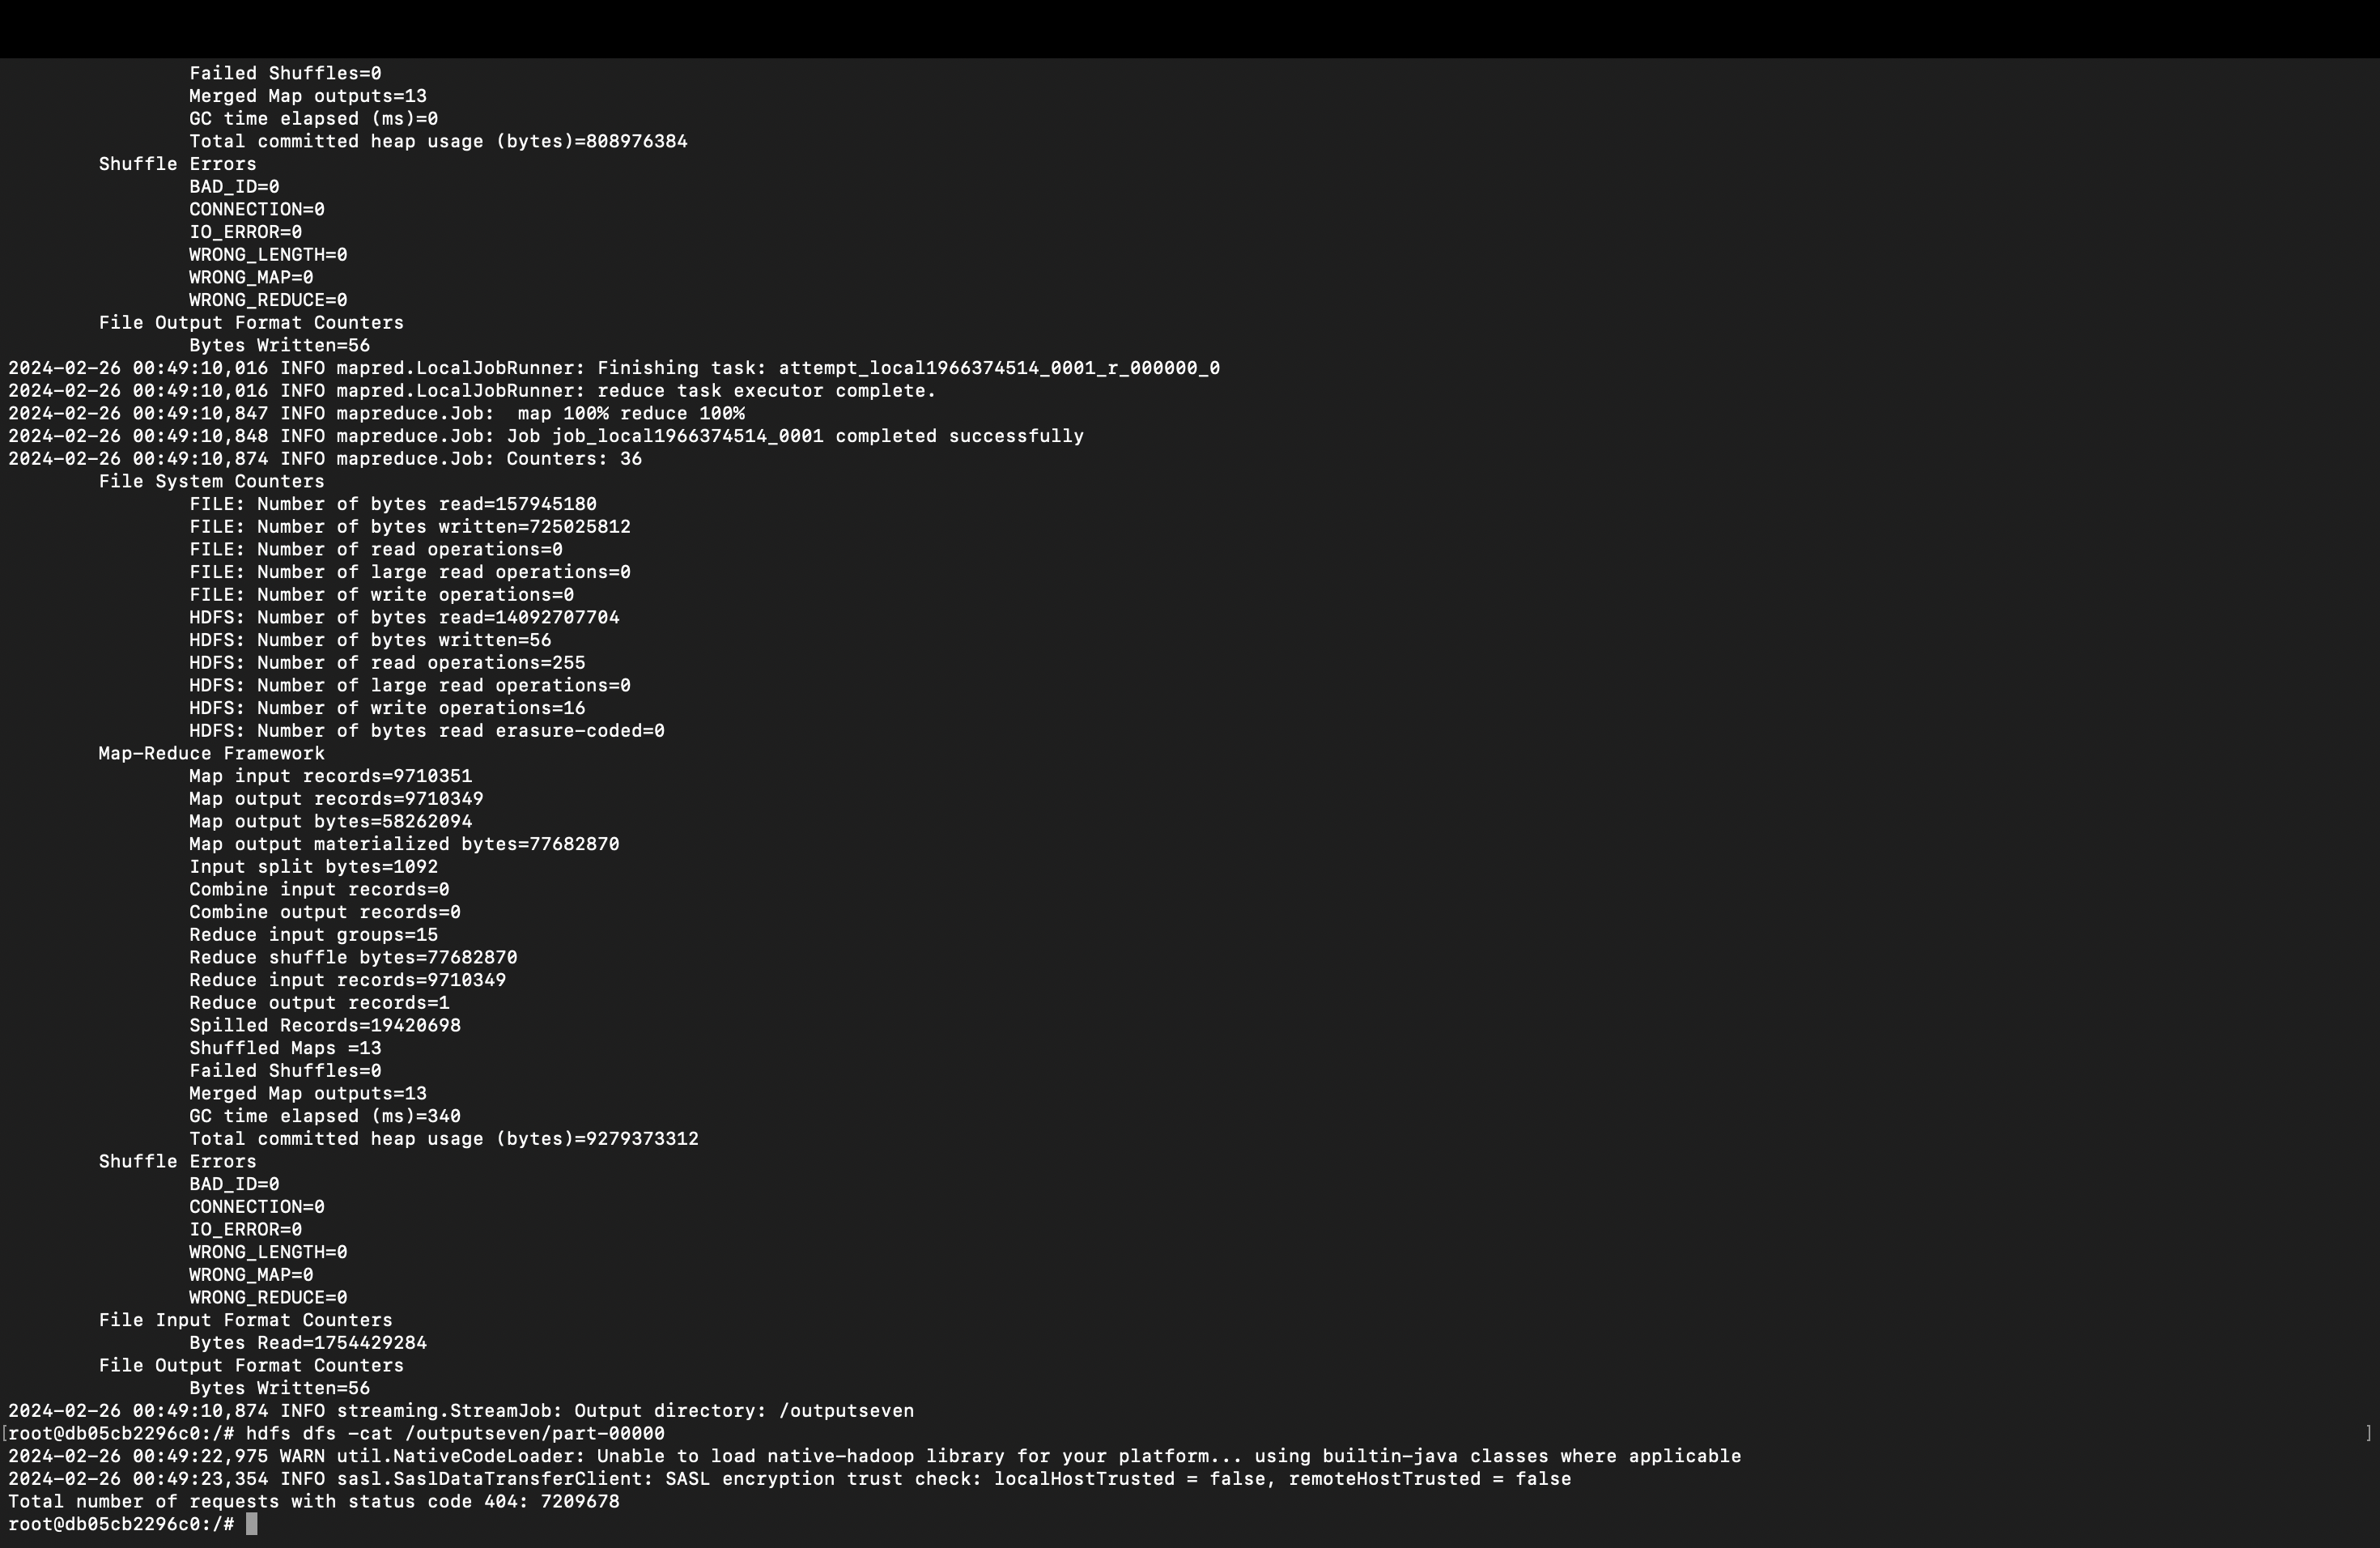 Failed Shuffles=0
Merged Map outputs=13
GC time elapsed (ms)=0
Total committed heap usage (bytes)=808976384
Shuffle Errors
BAD_ID=0
CONNECTION=0
IO_ERROR=0
WRONG_LENGTH=0
WRONG_MAP=0
WRONG_REDUCE=0
File Output Format Counters
Bytes Written=56
2024-02-26 00:49:10,016 INFO mapred.LocalJobRunner: Finishing task: attempt_local1966374514_0001_r_000000_0
2024-02-26 00:49:10,016 INFO mapred.LocalJobRunner: reduce task executor complete.
2024-02-26 00:49:10,847 INFO mapreduce.Job:  map 100% reduce 100%
2024-02-26 00:49:10,848 INFO mapreduce.Job: Job job_local1966374514_0001 completed successfully
2024-02-26 00:49:10,874 INFO mapreduce.Job: Counters: 36
File System Counters
FILE: Number of bytes read=157945180
FILE: Number of bytes written=725025812
FILE: Number of read operations=0
FILE: Number of large read operations=0
FILE: Number of write operations=0
HDFS: Number of bytes read=14092707704
HDFS: Number of bytes written=56
HDFS: Number of read operations=255
HDFS: Number of large read operations=0
HDFS: Number of write operations=16
HDFS: Number of bytes read erasure-coded=0
Map-Reduce Framework
Map input records=9710351
Map output records=9710349
Map output bytes=58262094
Map output materialized bytes=77682870
Input split bytes=1092
Combine input records=0
Combine output records=0
Reduce input groups=15
Reduce shuffle bytes=77682870
Reduce input records=9710349
Reduce output records=1
Spilled Records=19420698
Shuffled Maps =13
Failed Shuffles=0
Merged Map outputs=13
GC time elapsed (ms)=340
Total committed heap usage (bytes)=9279373312
Shuffle Errors
BAD_ID=0
CONNECTION=0
IO_ERROR=0
WRONG_LENGTH=0
WRONG_MAP=0
WRONG_REDUCE=0
File Input Format Counters
Bytes Read=1754429284
File Output Format Counters
Bytes Written=56
2024-02-26 00:49:10,874 INFO streaming.StreamJob: Output directory: /outputseven
[root@db05cb2296c0:/# hdfs dfs -cat /outputseven/part-00000 ]
2024-02-26 00:49:22,975 WARN util.NativeCodeLoader: Unable to load native-hadoop library for your platform... using builtin-java classes where applicable
2024-02-26 00:49:23,354 INFO sasl.SaslDataTransferClient: SASL encryption trust check: localHostTrusted = false, remoteHostTrusted = false
Total number of requests with status code 404: 7209678
root@db05cb2296c0:/#